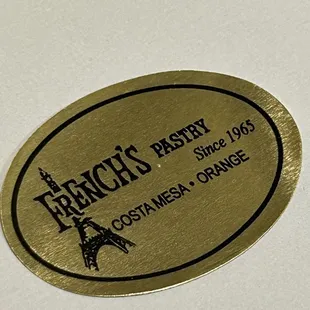 FRENCH'S PASTRY
Since 1965
COSTA MESA • ORANGE